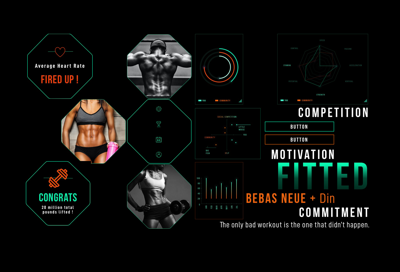 Average Heart Rate
FIRED UP !
COMPETITION
BUTTON
BUTTON
MOTIVATION
FITTED
CONGRATS
20 million total
pounds lifted !
BEBAS NEUE + Din
COMMITMENT
The only bad workout is the one that didn't happen.